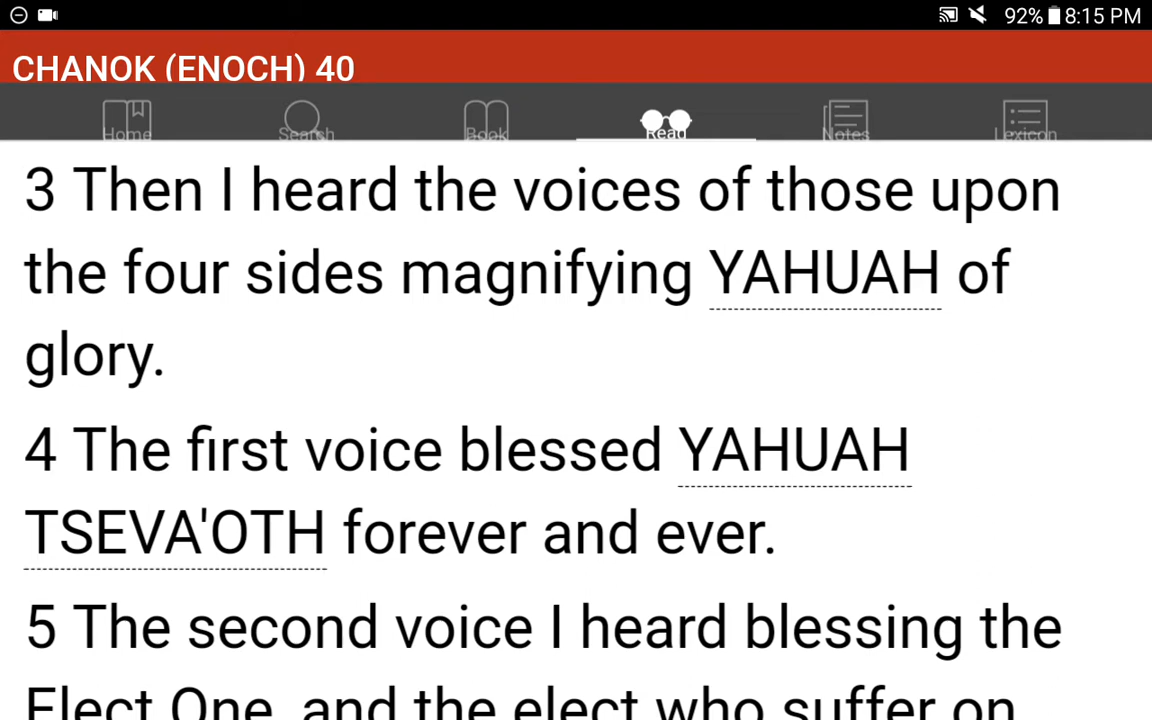 92% 8:15 PM
CHANOK (ENOCH) 40
Home Search Book Read Notes Lexicon
3 Then I heard the voices of those upon
the four sides magnifying YAHUAH of
glory.
4 The first voice blessed YAHUAH
TSEVA'OTH forever and ever.
5 The second voice I heard blessing the
Elect One, and the elect who suffer on